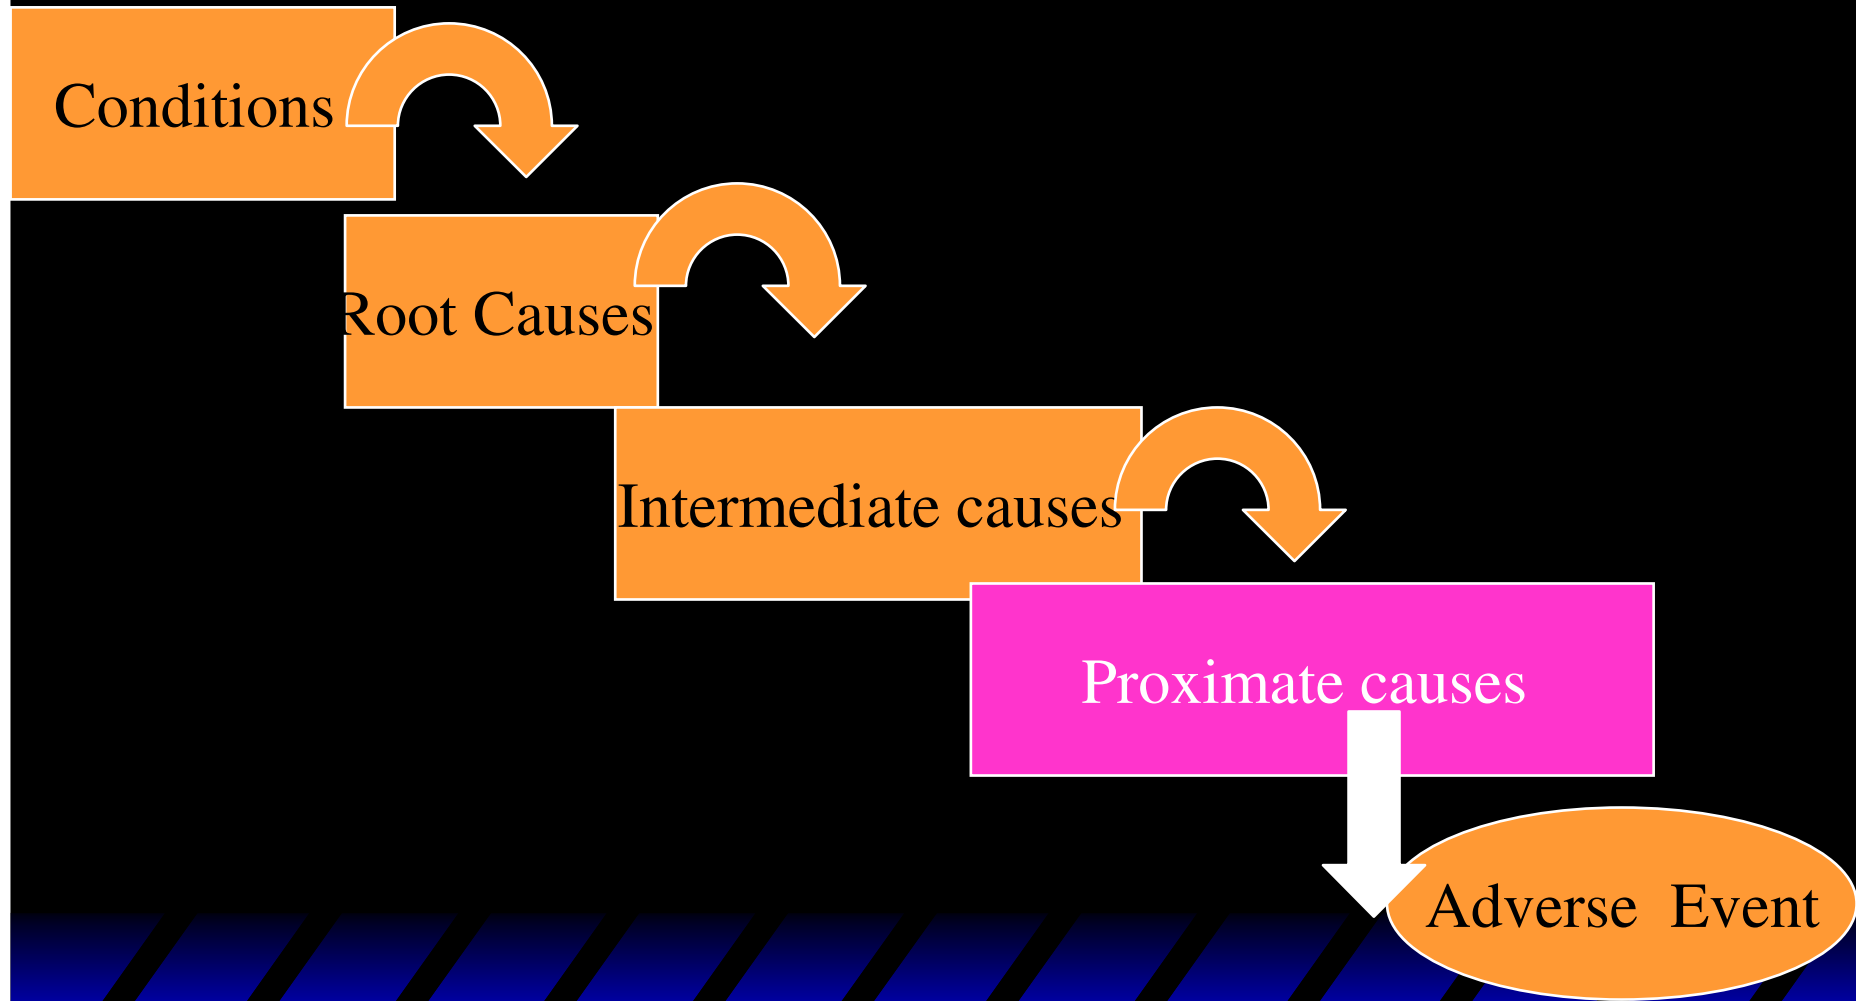 Conditions
Root Causes
Intermediate causes
Proximate causes
Adverse Event